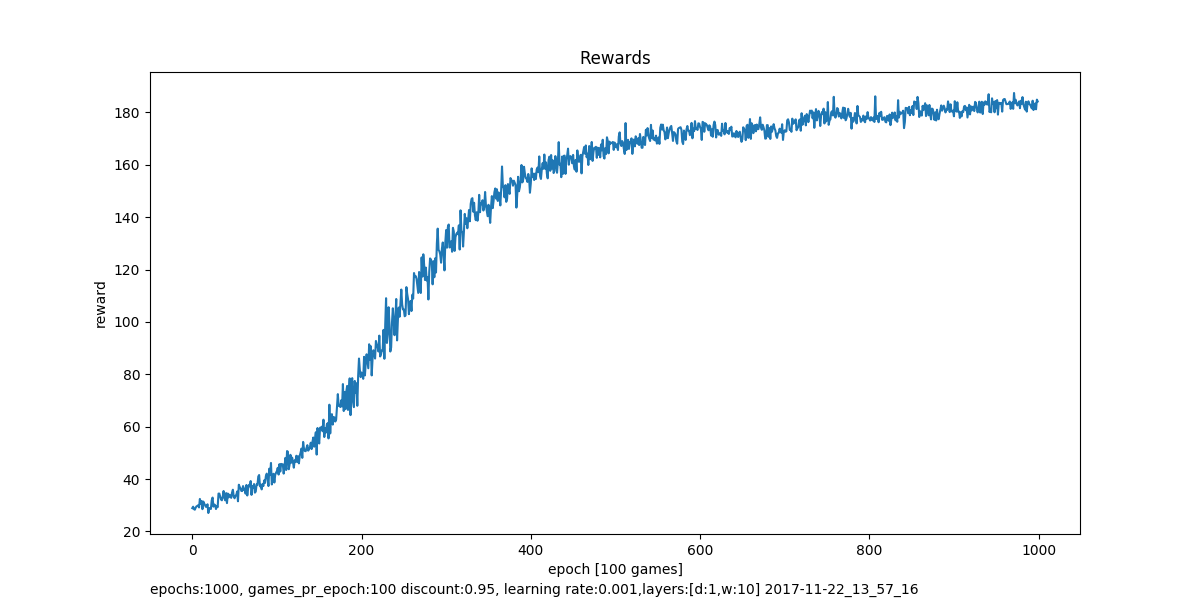 Rewards
180
160
140
120
100
80
60
40
20
reward
0 200 400 600 800 1000
epoch [100 games]
epochs:1000, games_pr_epoch:100 discount:0.95, learning rate:0.001,layers:[d:1,w:10] 2017-11-22_13_57_16